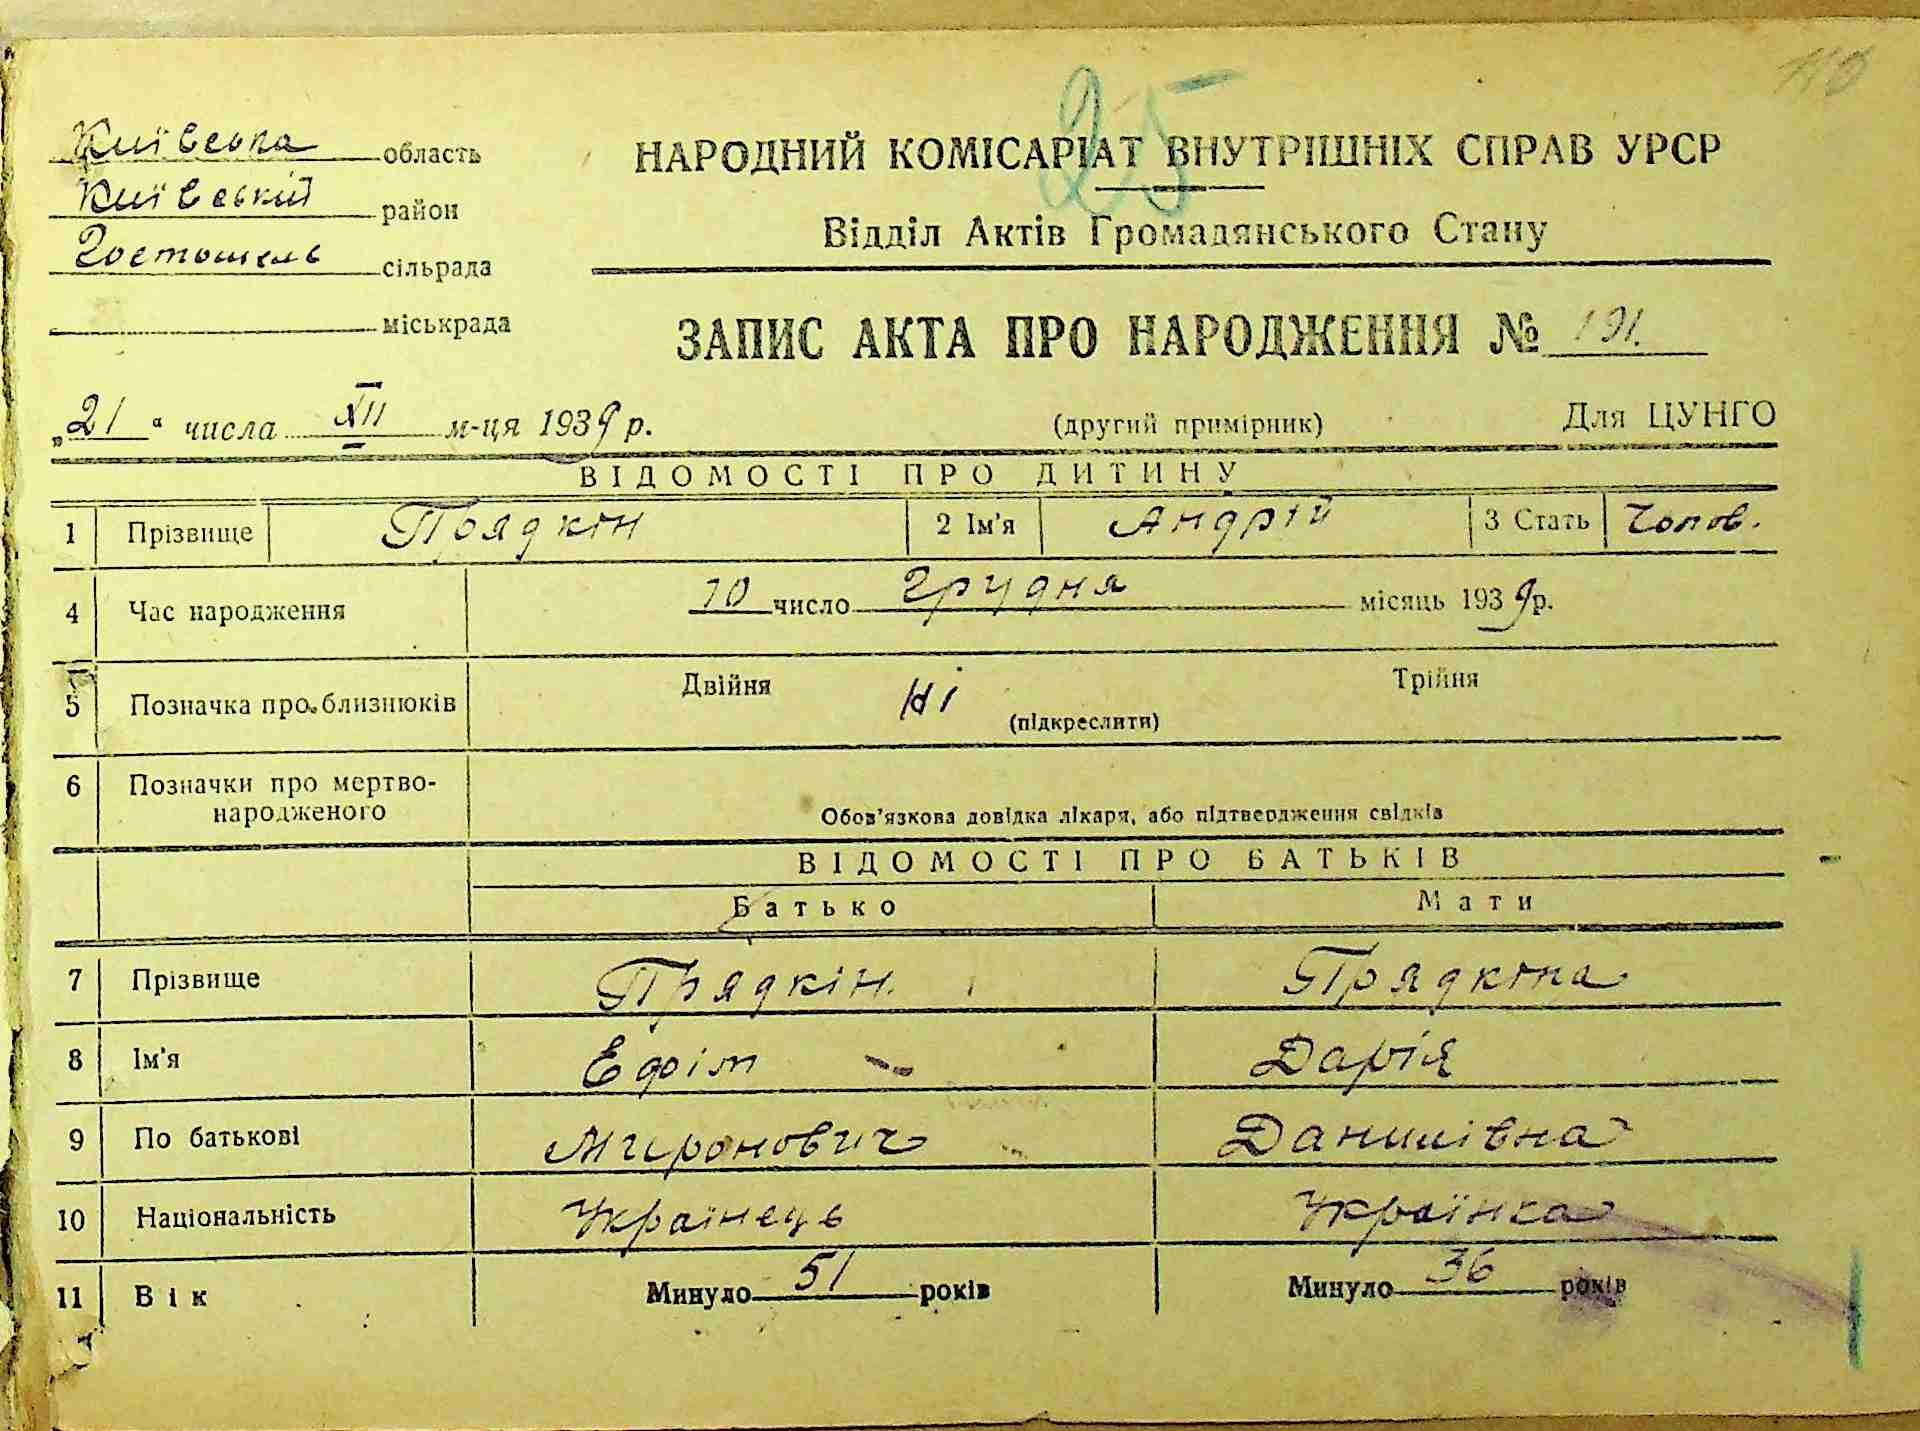 110
25
Київська область
Київській район
Гостомель сільрада
міськрада
НАРОДНИЙ КОМІСАРІАТ ВНУТРІШНІХ СПРАВ УРСР
Відділ Актів Громадянського Стану
ЗАПИС АКТА ПРО НАРОДЖЕННЯ № 191.
„21“ числа XII м-ця 1939 р.
(другий примірник)
Для ЦУНГО
ВІДОМОСТІ ПРО ДИТИНУ
1 Прізвище Прядкін 2 Ім'я Андрій 3 Стать Чолов.
4 Час народження 10 число Грудня місяць 1939 р.
5 Позначка про близнюків Двійня Ні (підкреслити) Трійня
6 Позначки про мертво-
народженого Обов'язкова довідка лікаря, або підтвердження свідків
ВІДОМОСТІ ПРО БАТЬКІВ
Батько Мати
7 Прізвище Прядкін. Прядкіна
8 Ім'я Ефім Дарія
9 По батькові Миронович Данилівна
10 Національність Українець Українка
11 Вік Минуло 51 років Минуло 36 років